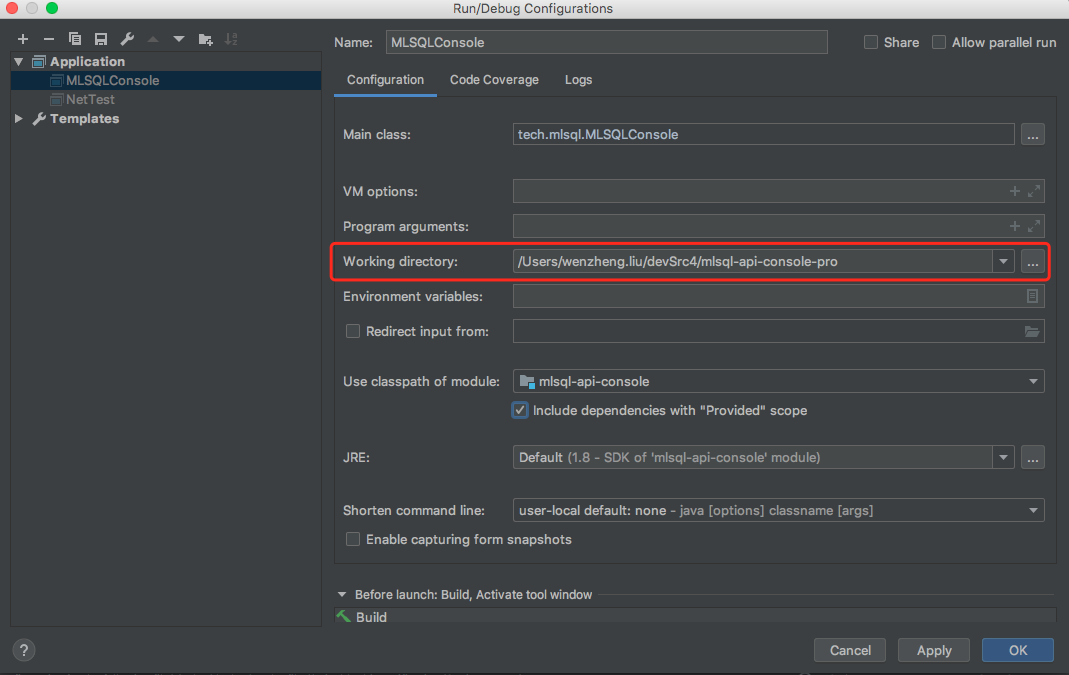 Run/Debug Configurations
Name: MLSQLConsole Share Allow parallel run
Application
MLSQLConsole
NetTest
Templates
Configuration Code Coverage Logs
Main class: tech.mlsql.MLSQLConsole ...
VM options:
Program arguments:
Working directory: /Users/wenzheng.liu/devSrc4/mlsql-api-console-pro ...
Environment variables:
Redirect input from:
Use classpath of module: mlsql-api-console
Include dependencies with "Provided" scope
JRE: Default (1.8 - SDK of 'mlsql-api-console' module) ...
Shorten command line: user-local default: none - java [options] classname [args]
Enable capturing form snapshots
Before launch: Build, Activate tool window
Build
? Cancel Apply OK